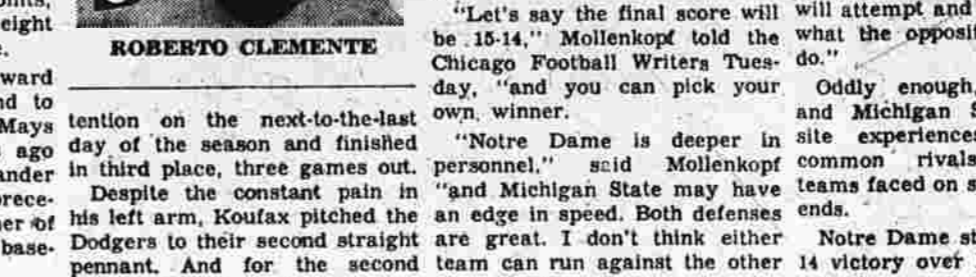 eight
ward
nd to
Mays
ago
ander
prece-
er of
base-
ROBERTO CLEMENTE
tention on the next-to-the-last
day of the season and finished
in third place, three games out.
Despite the constant pain in
his left arm, Koufax pitched the
Dodgers to their second straight
pennant. And for the second
"Let's say the final score will
be 15-14," Mollenkopf told the
Chicago Football Writers Tues-
day, "and you can pick your
own, winner.
"Notre Dame is deeper in
personnel," said Mollenkopf
"and Michigan State may have
an edge in speed. Both defenses
are great. I don't think either
team can run against the other
will attempt and
what the opposit
do."
Oddly enough,
and Michigan S
site experiences
common rivals
teams faced on s
ends.
Notre Dame st
14 victory over